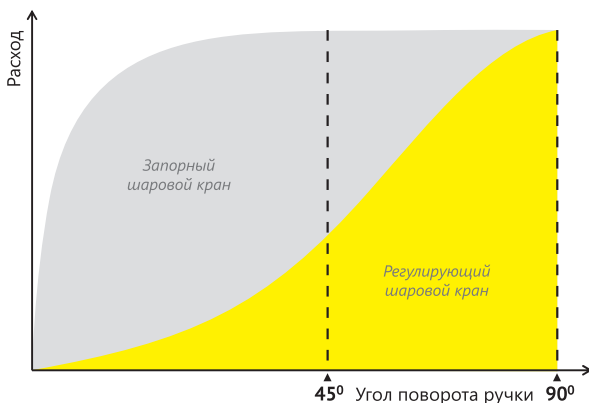 Расход
Запорный
шаровой кран
Регулирующий
шаровой кран
45⁰ Угол поворота ручки 90⁰